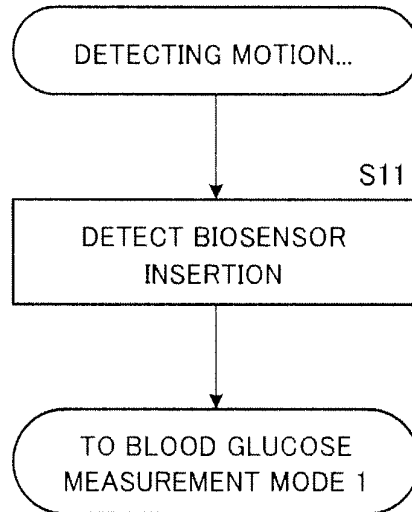 DETECTING MOTION...
S11
DETECT BIOSENSOR
INSERTION
TO BLOOD GLUCOSE
MEASUREMENT MODE 1